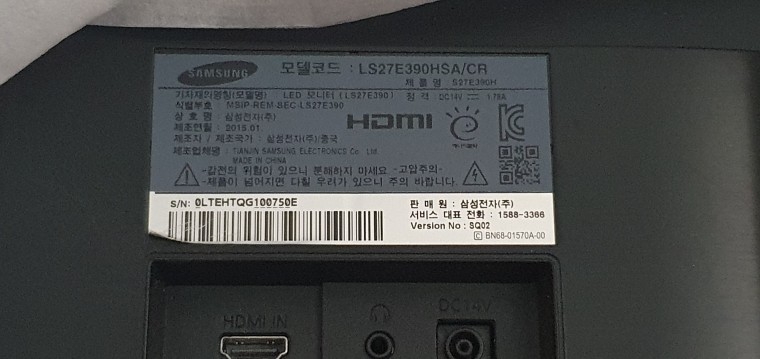 SAMSUNG
모델코드 : LS27E390HSA/CR
제 품 명 : S27E390H
기자재의명칭(모델명) : LED 모니터 (LS27E390) 정 격 : DC14V 1.78A
식별부호 : MSIP-REM-SEC-LS27E390
상 호 명 : 삼성전자(주)
제조연월 : 2015.01.
제조자 / 제조국가 : 삼성전자(주)/중국
제조업체명 : TIANJIN SAMSUNG ELECTRONICS Co. Ltd.
MADE IN CHINA
HDMI
-감전의 위험이 있으니 분해하지 마세요. -고압주의-
-제품이 넘어지면 다칠 우려가 있으니 주의 바랍니다.
S/N: 0LTEHTQG100750E
판 매 원 : 삼성전자(주)
서비스 대표 전화 : 1588-3366
Version No : SQ02
BN68-01570A-00
HDMI IN
DC14V